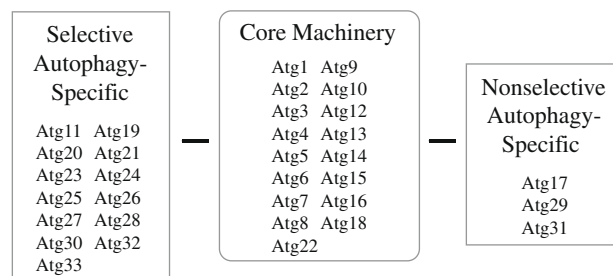 Selective
Autophagy-
Specific
Atg11 Atg19
Atg20 Atg21
Atg23 Atg24
Atg25 Atg26
Atg27 Atg28
Atg30 Atg32
Atg33
Core Machinery
Atg1 Atg9
Atg2 Atg10
Atg3 Atg12
Atg4 Atg13
Atg5 Atg14
Atg6 Atg15
Atg7 Atg16
Atg8 Atg18
Atg22
Nonselective
Autophagy-
Specific
Atg17
Atg29
Atg31